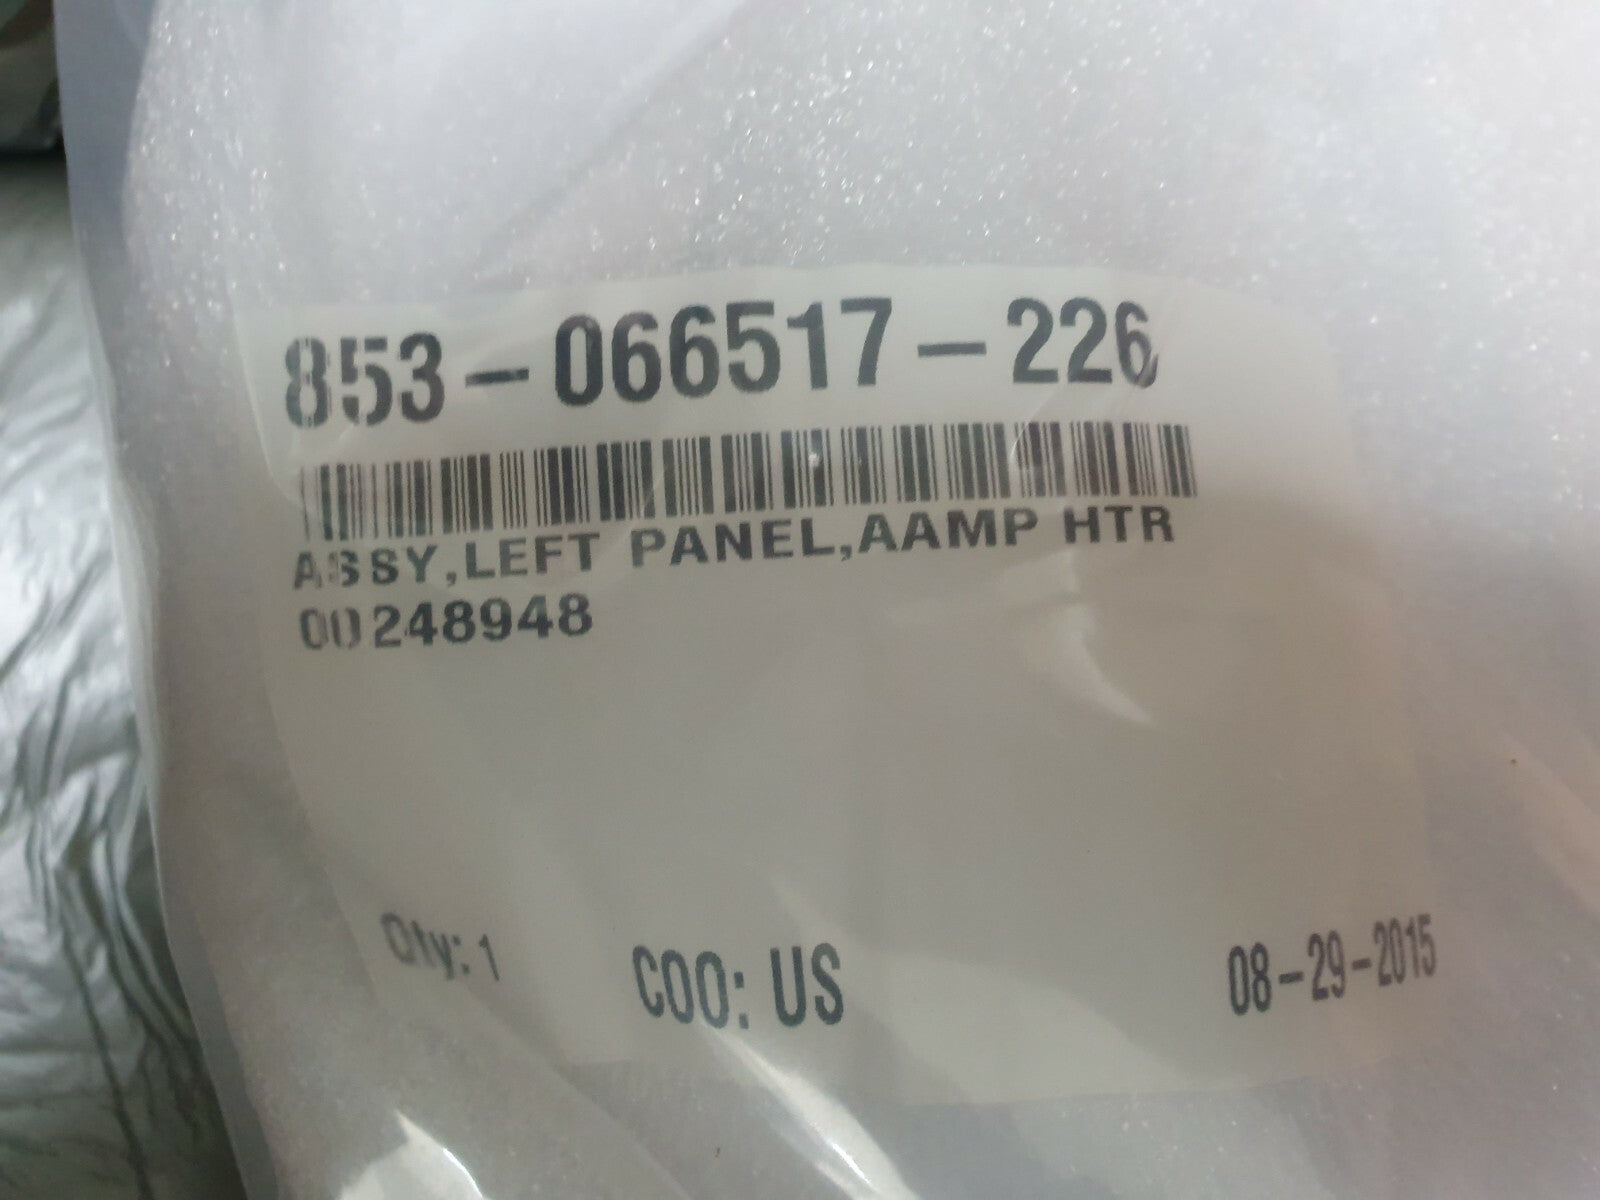 853-066517-226
ASSY,LEFT PANEL,AAMP HTR
00248948
Qty: 1 COO: US 08-29-2015